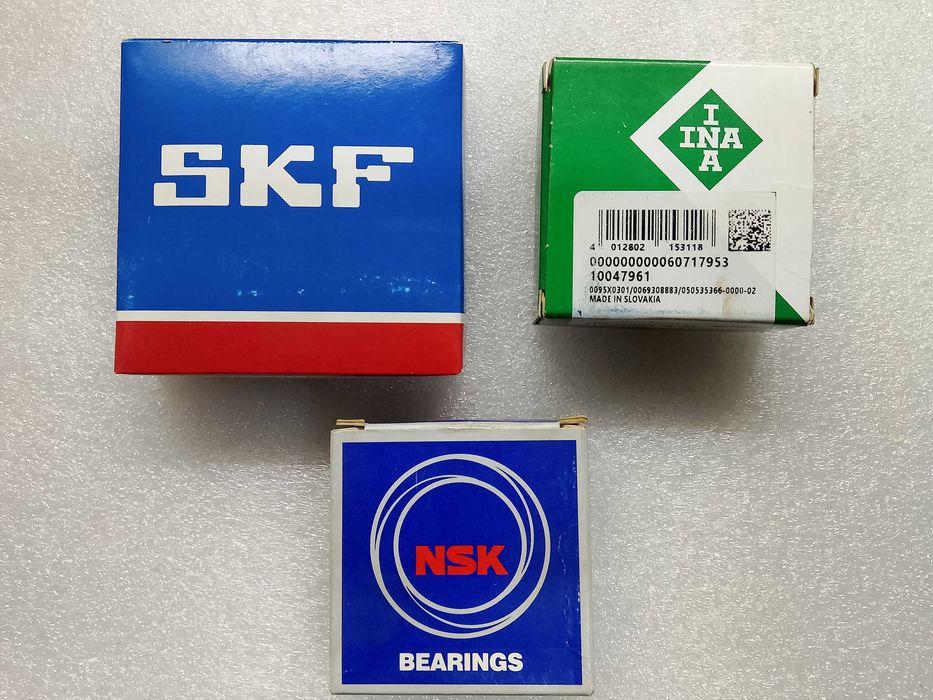 SKF
I
INA
A
4 012802 153118
000000000060717953
10047961
0095X0301/0069308883/050535366-0000-02
MADE IN SLOVAKIA
NSK
BEARINGS